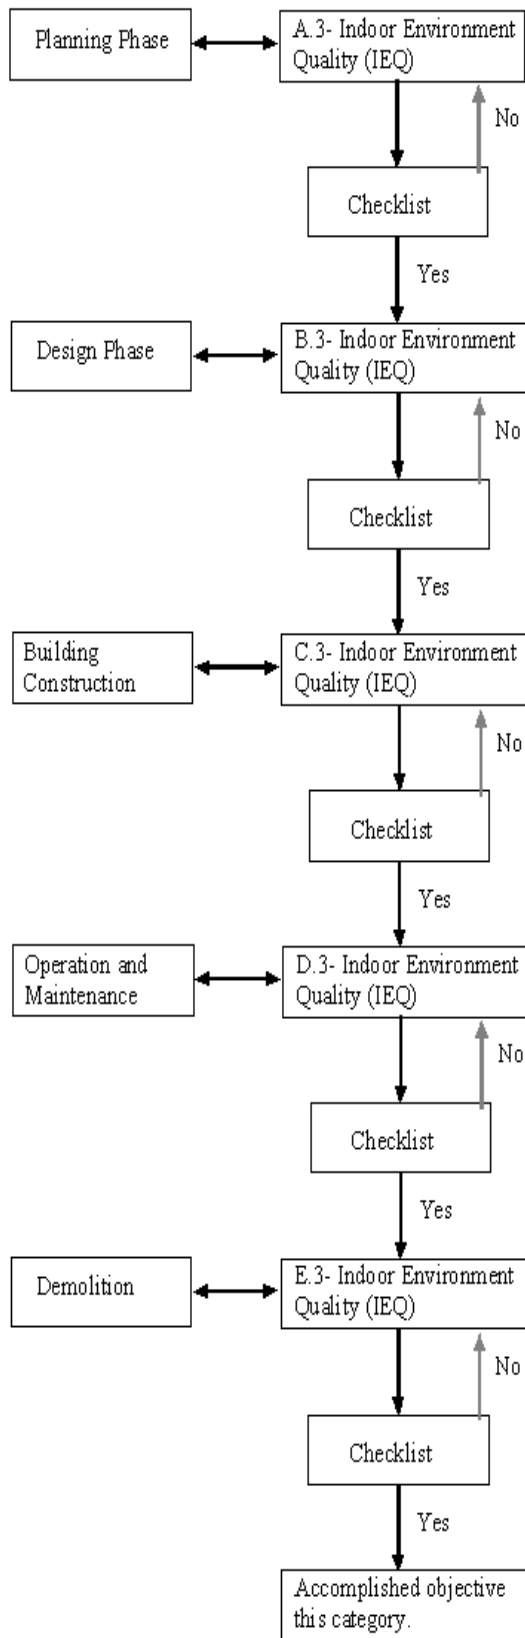 Planning Phase
A.3- Indoor Environment
Quality (IEQ)
No
Checklist
Yes
Design Phase
B.3- Indoor Environment
Quality (IEQ)
No
Checklist
Yes
Building
Construction
C.3- Indoor Environment
Quality (IEQ)
No
Checklist
Yes
Operation and
Maintenance
D.3- Indoor Environment
Quality (IEQ)
No
Checklist
Yes
Demolition
E.3- Indoor Environment
Quality (IEQ)
No
Checklist
Yes
Accomplished objective
this category.